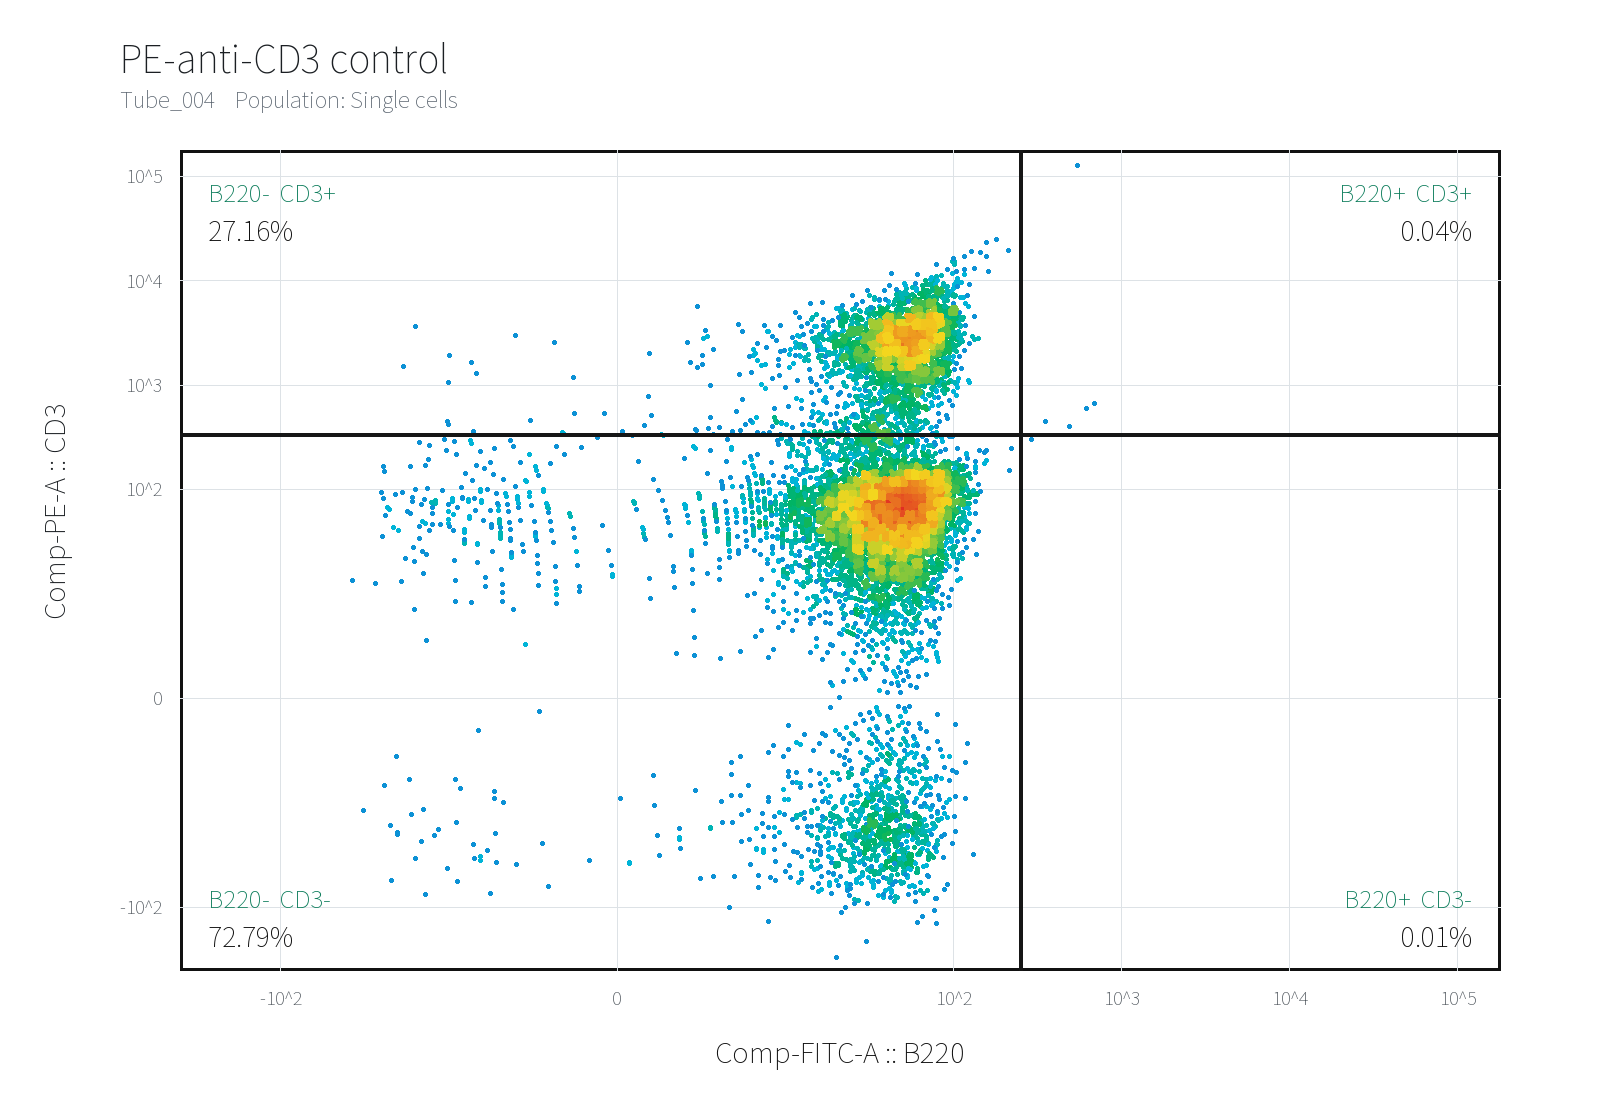 PE-anti-CD3 control
Tube_004 Population: Single cells
10^5
B220- CD3+
B220+ CD3+
27.16%
0.04%
10^4
10^3
Comp-PE-A :: CD3
10^2
0
B220- CD3-
B220+ CD3-
-10^2
72.79%
0.01%
-10^2 0 10^2 10^3 10^4 10^5
Comp-FITC-A :: B220